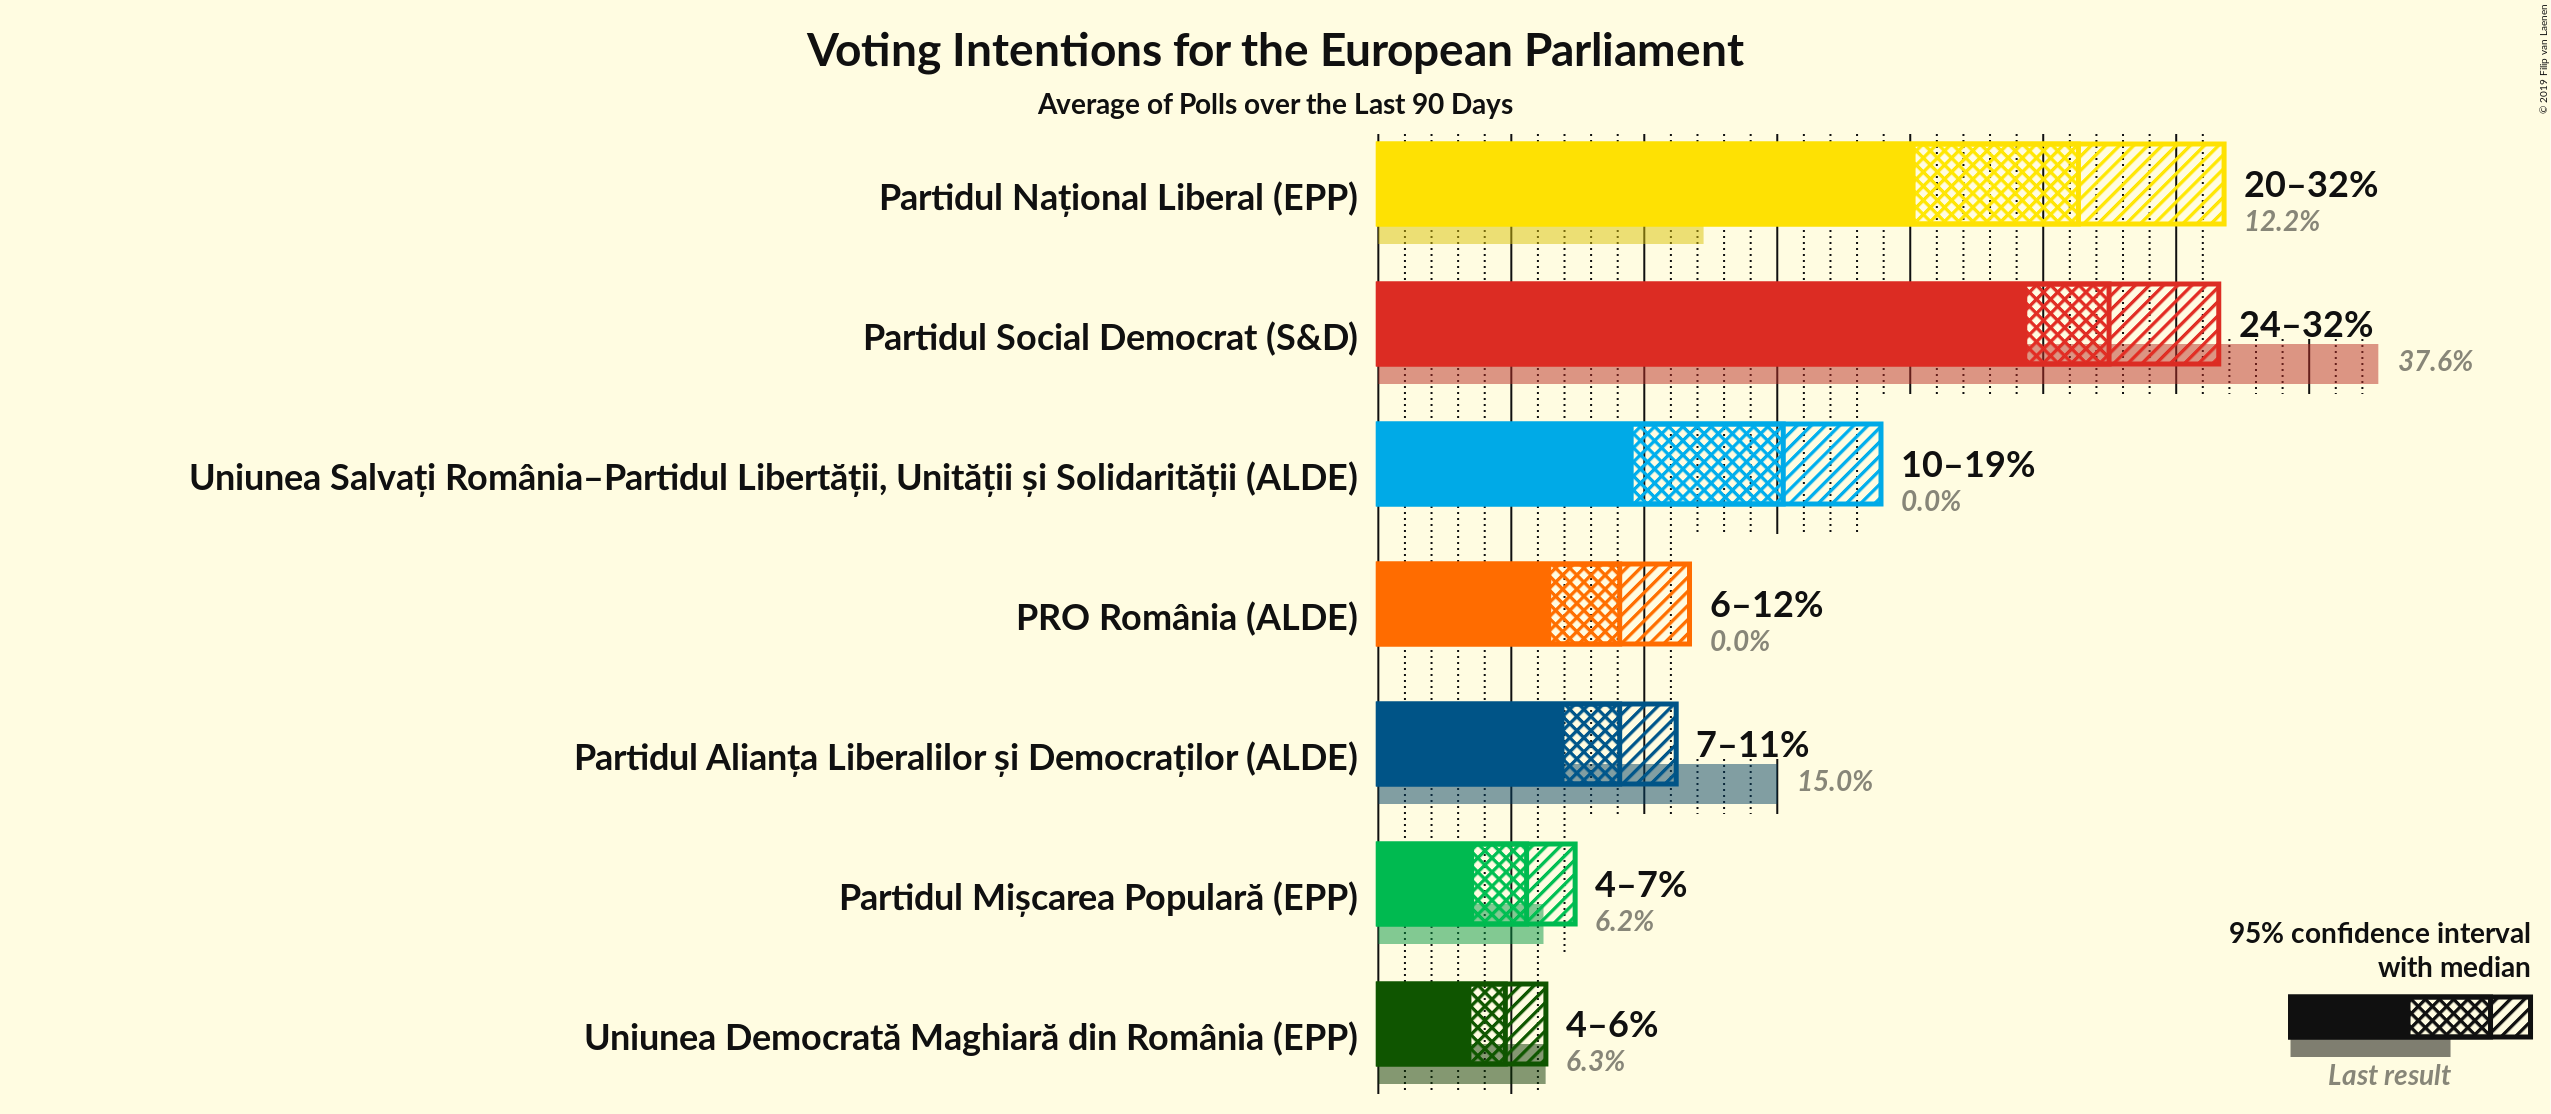 Voting Intentions for the European Parliament
Average of Polls over the Last 90 Days
© 2019 Filip van Laenen
Partidul Național Liberal (EPP)
20–32%
12.2%
Partidul Social Democrat (S&D)
24–32%
37.6%
Uniunea Salvați România–Partidul Libertății, Unității și Solidarității (ALDE)
10–19%
0.0%
PRO România (ALDE)
6–12%
0.0%
Partidul Alianța Liberalilor și Democraților (ALDE)
7–11%
15.0%
Partidul Mișcarea Populară (EPP)
4–7%
6.2%
Uniunea Democrată Maghiară din România (EPP)
4–6%
6.3%
95% confidence interval
with median
Last result